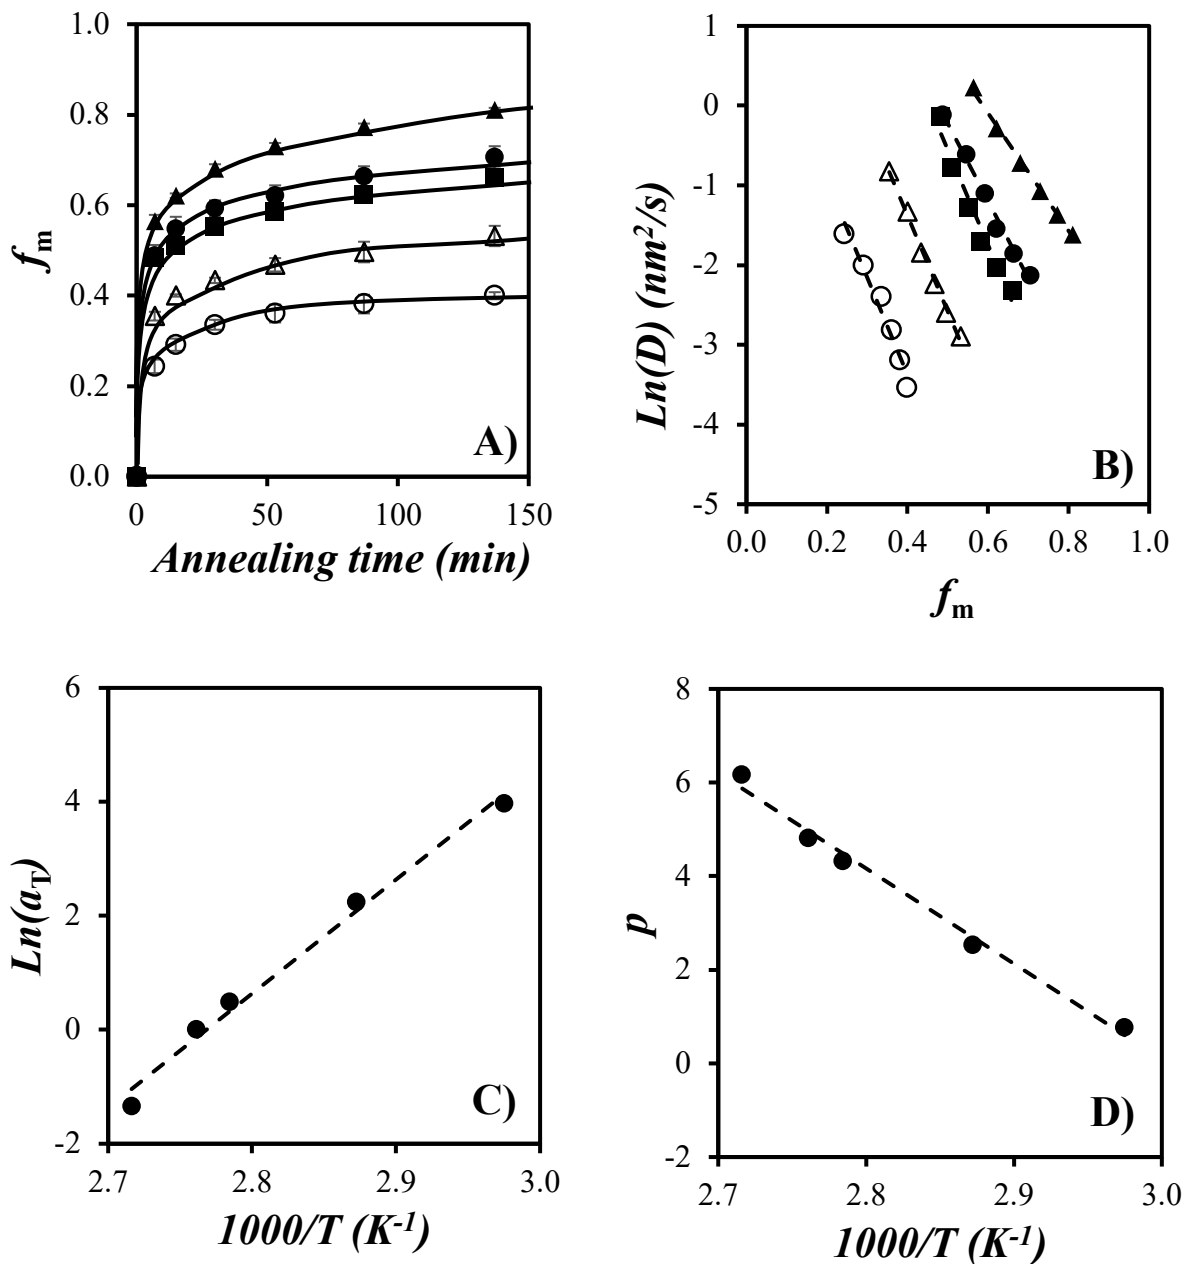 1.0
0.8
0.6
0.4
0.2
0.0
f_m
0 50 100 150
Annealing time (min)
A)
1
0
-1
-2
-3
-4
-5
Ln(D) (nm²/s)
0.0 0.2 0.4 0.6 0.8 1.0
f_m
B)
6
4
2
0
-2
Ln(a_T)
2.7 2.8 2.9 3.0
1000/T (K⁻¹)
C)
8
6
4
2
0
-2
p
2.7 2.8 2.9 3.0
1000/T (K⁻¹)
D)